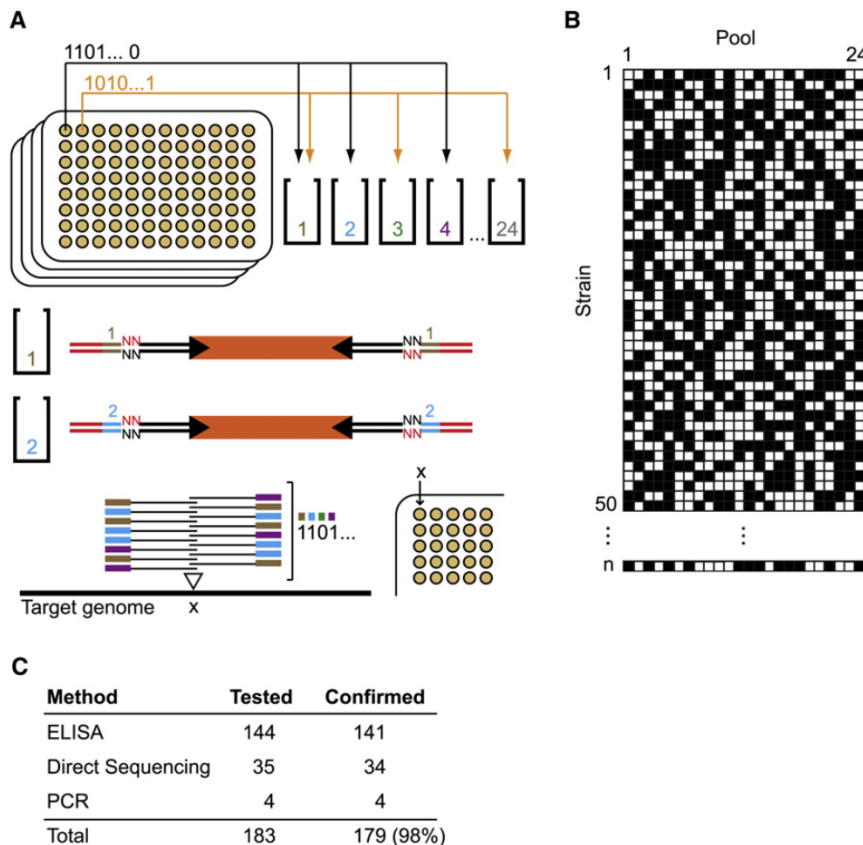 A
1101... 0
1010...1
1 2 3 4 ... 24
1
1 NN NN 1
NN NN
2
2 NN NN 2
NN NN
1101...
x
Target genome x
B
Pool
1 24
1
Strain
50
n
C
Method Tested Confirmed
ELISA 144 141
Direct Sequencing 35 34
PCR 4 4
Total 183 179 (98%)